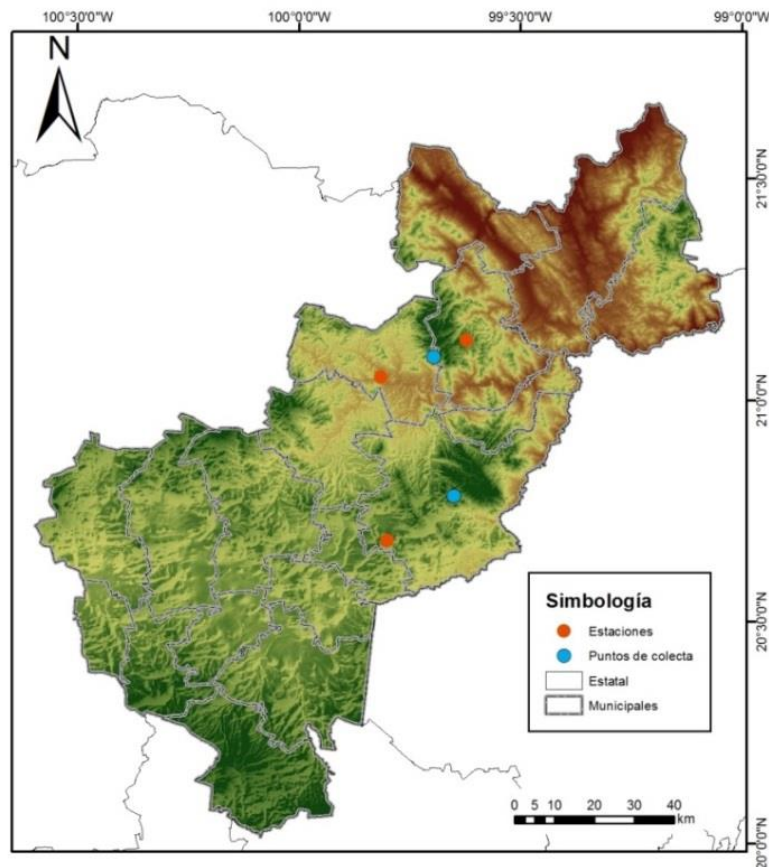 100°30'0"W 100°0'0"W 99°30'0"W 99°0'0"W
N
21°30'0"N
21°0'0"N
20°30'0"N
20°0'0"N
Simbología
Estaciones
Puntos de colecta
Estatal
Municipales
0 5 10 20 30 40
km